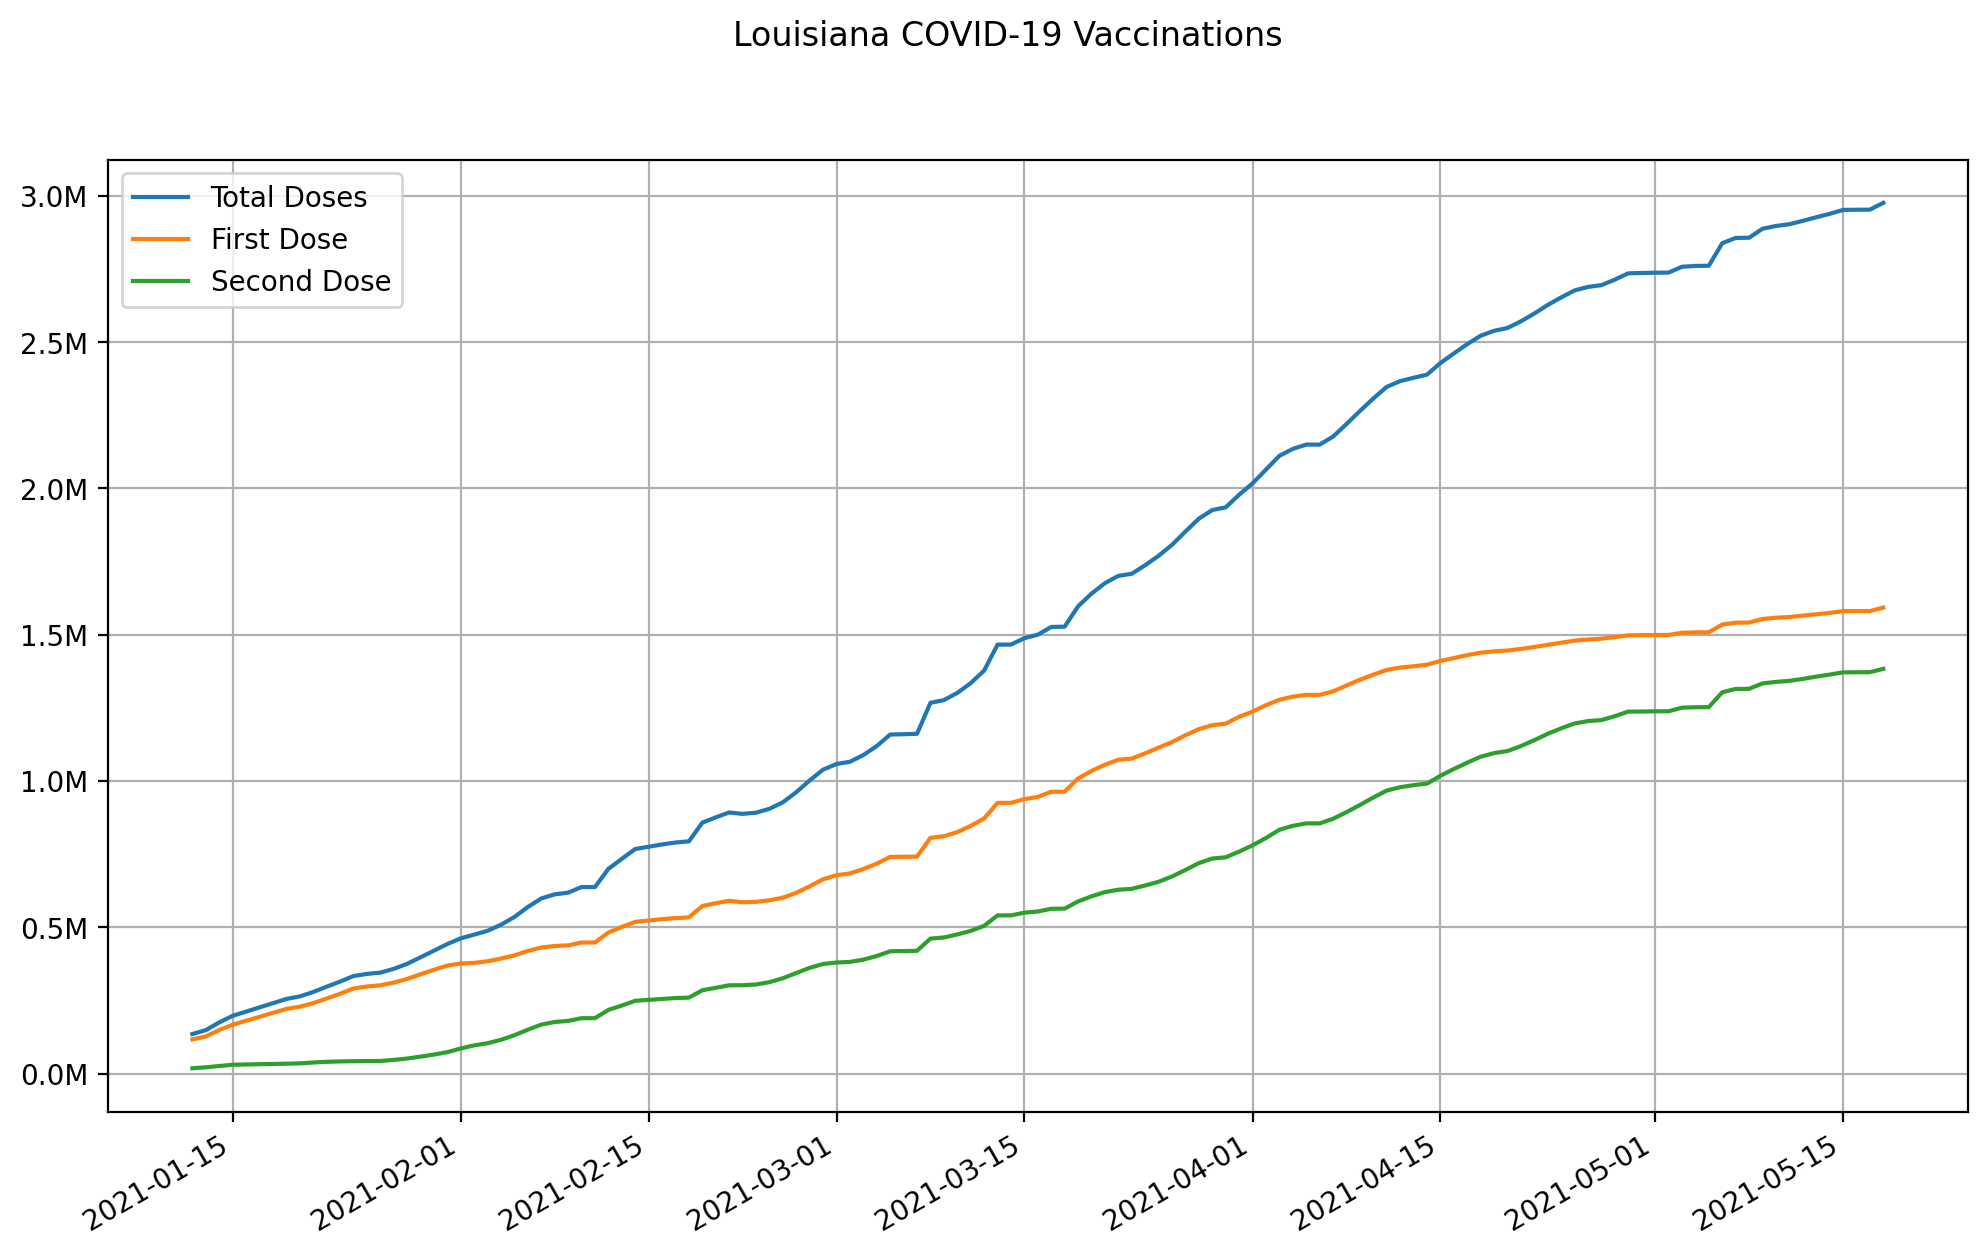 Louisiana COVID-19 Vaccinations
Total Doses
First Dose
Second Dose
3.0M
2.5M
2.0M
1.5M
1.0M
0.5M
0.0M
2021-01-15
2021-02-01
2021-02-15
2021-03-01
2021-03-15
2021-04-01
2021-04-15
2021-05-01
2021-05-15